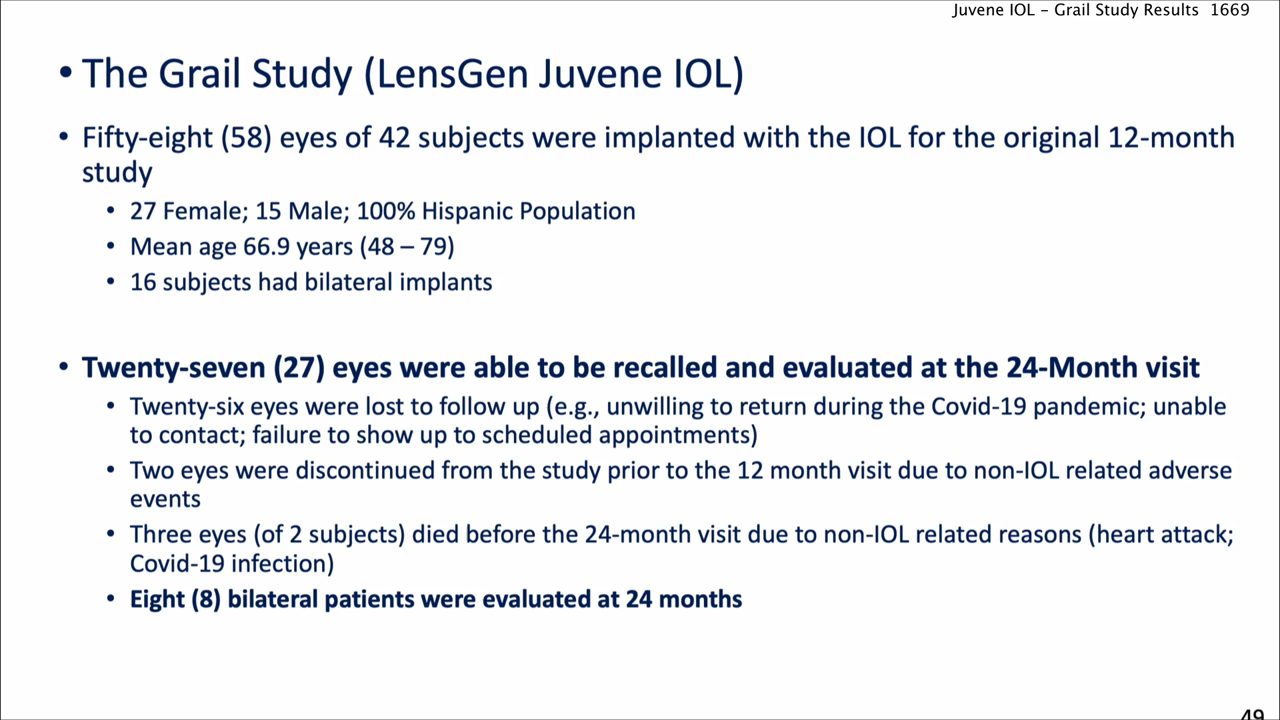 Juvene IOL – Grail Study Results 1669
• The Grail Study (LensGen Juvene IOL)
• Fifty-eight (58) eyes of 42 subjects were implanted with the IOL for the original 12-month
study
• 27 Female; 15 Male; 100% Hispanic Population
• Mean age 66.9 years (48 – 79)
• 16 subjects had bilateral implants
• Twenty-seven (27) eyes were able to be recalled and evaluated at the 24-Month visit
• Twenty-six eyes were lost to follow up (e.g., unwilling to return during the Covid-19 pandemic; unable
to contact; failure to show up to scheduled appointments)
• Two eyes were discontinued from the study prior to the 12 month visit due to non-IOL related adverse
events
• Three eyes (of 2 subjects) died before the 24-month visit due to non-IOL related reasons (heart attack;
Covid-19 infection)
• Eight (8) bilateral patients were evaluated at 24 months
49